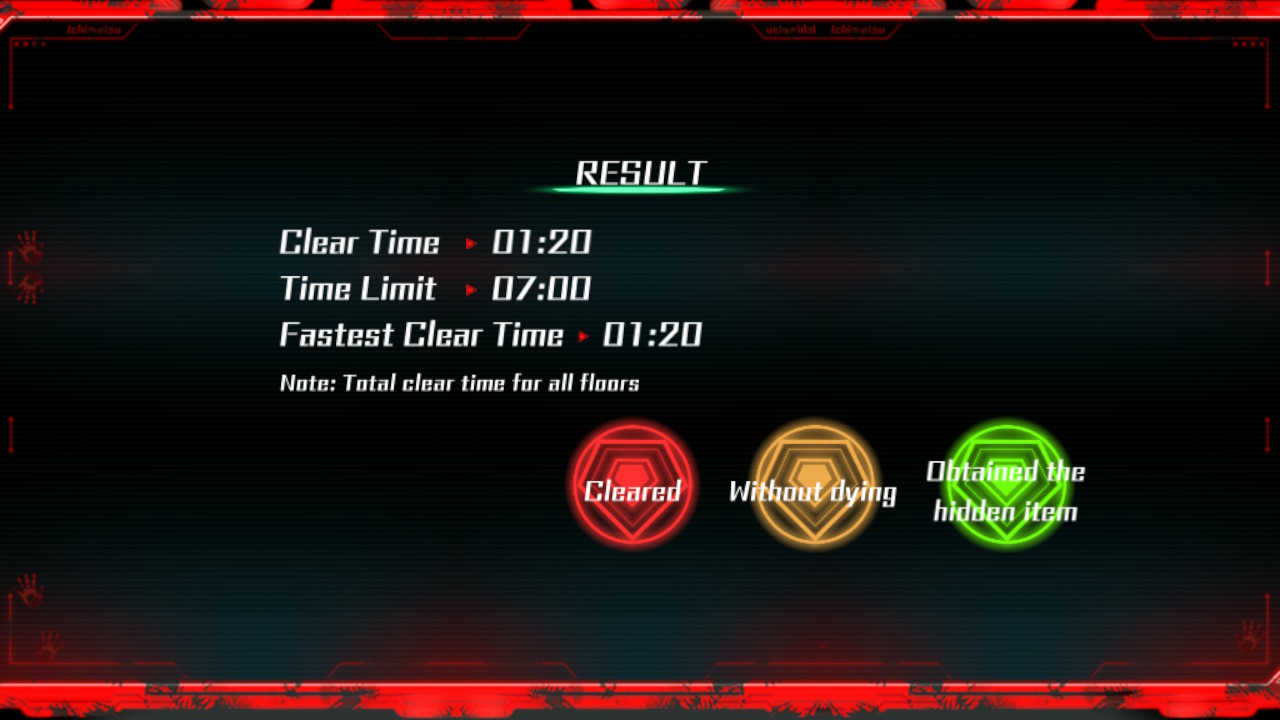 RESULT
Clear Time ▶ 01:20
Time Limit ▶ 07:00
Fastest Clear Time ▶ 01:20
Note: Total clear time for all floors
Cleared
Without dying
Obtained the
hidden item